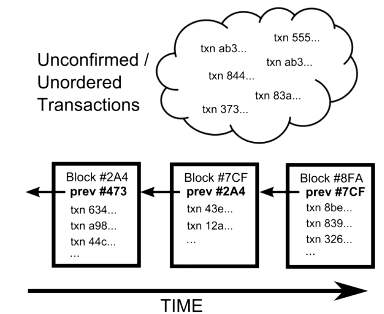 Unconfirmed /
Unordered
Transactions
txn 555...
txn ab3...
txn ab3...
txn 844...
txn 83a...
txn 373...
Block #2A4
prev #473
txn 634...
txn a98...
txn 44c...
...
Block #7CF
prev #2A4
txn 43e...
txn 12a...
...
Block #8FA
prev #7CF
txn 8be...
txn 839...
txn 326...
...
TIME